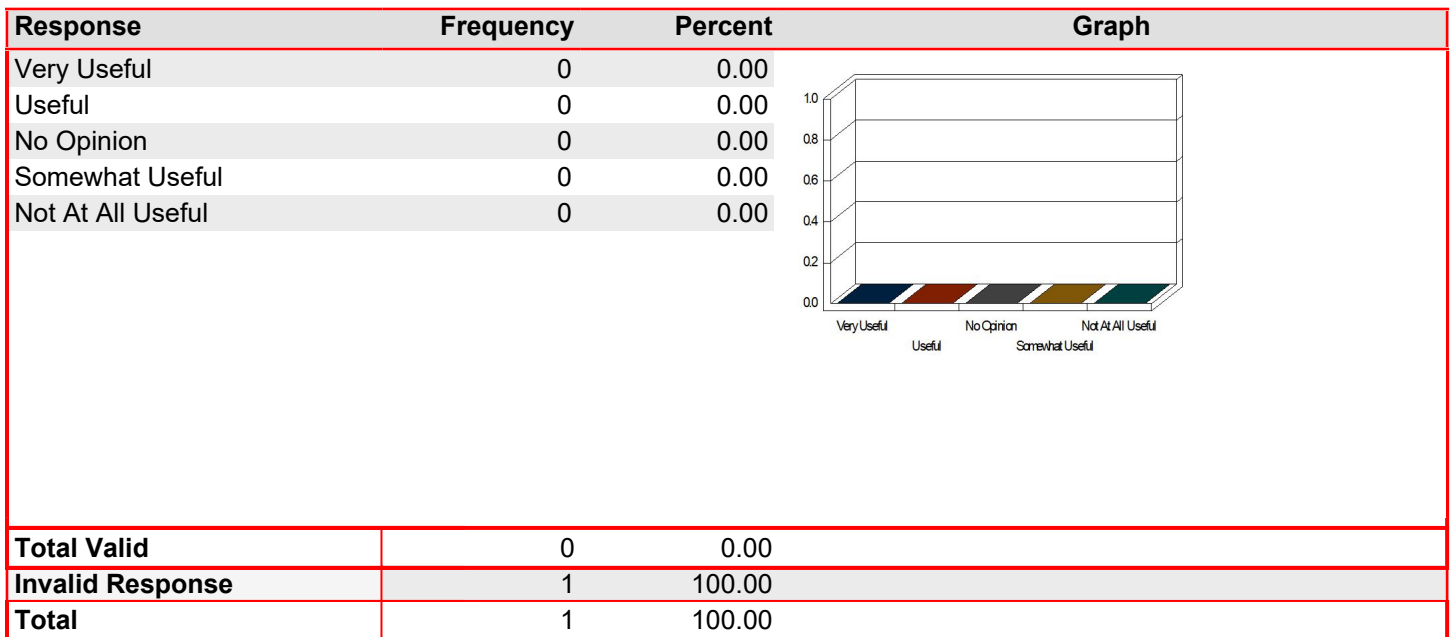 Response Frequency Percent Graph
Very Useful 0 0.00
Useful 0 0.00
No Opinion 0 0.00
Somewhat Useful 0 0.00
Not At All Useful 0 0.00
1.0
0.8
0.6
0.4
0.2
0.0
Very Useful No Opinion Not At All Useful
Useful Somewhat Useful
Total Valid 0 0.00
Invalid Response 1 100.00
Total 1 100.00